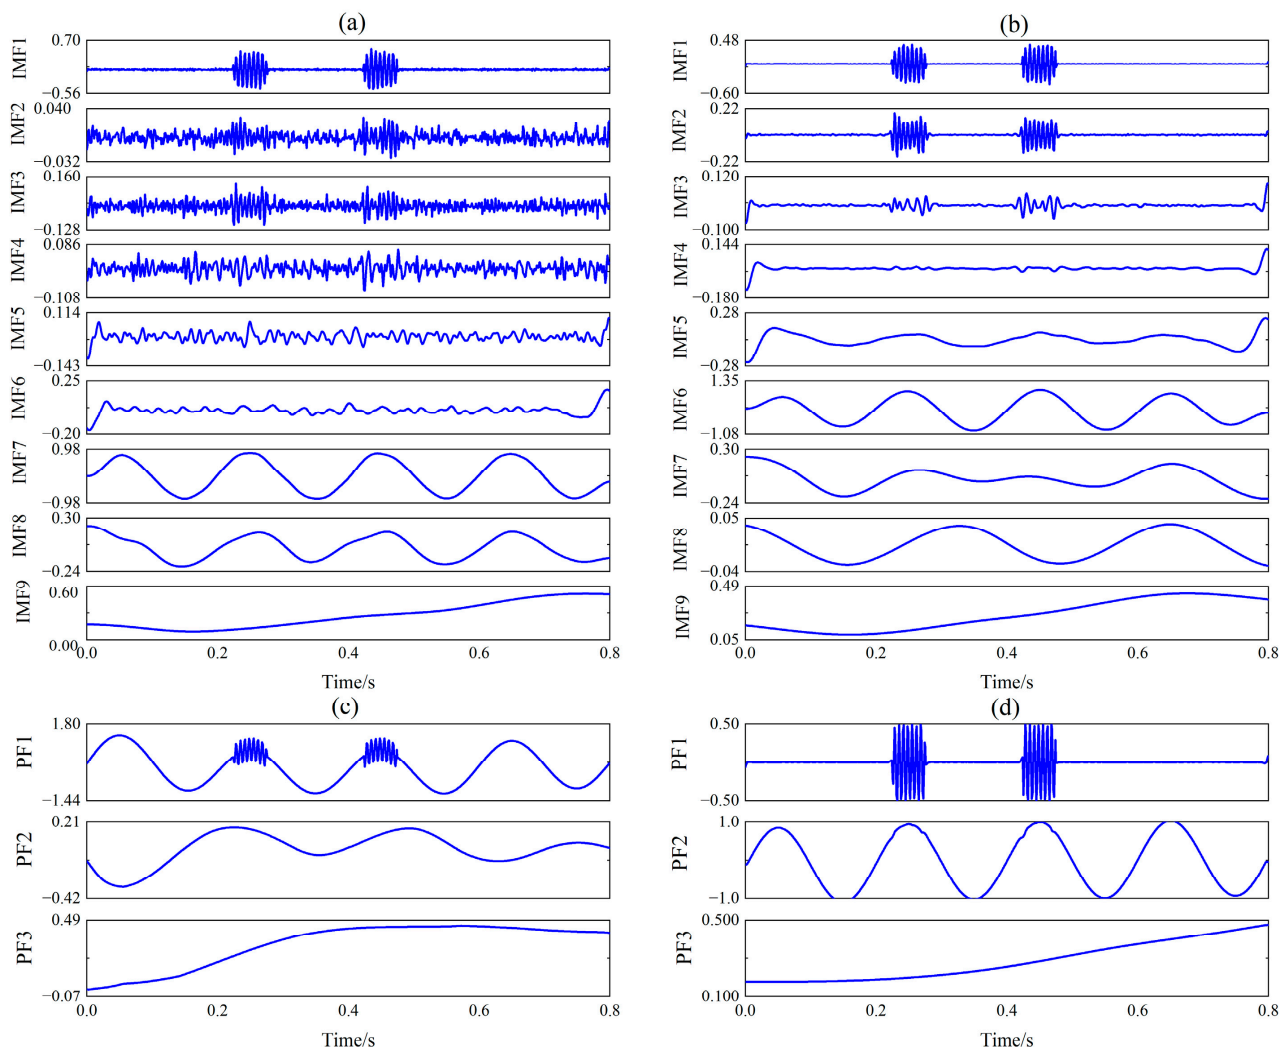 (a)
IMF1
0.70
−0.56
IMF2
0.040
−0.032
IMF3
0.160
−0.128
IMF4
0.086
−0.108
IMF5
0.114
−0.143
IMF6
0.25
−0.20
IMF7
0.98
−0.98
IMF8
0.30
−0.24
IMF9
0.60
0.00
0.0 0.2 0.4 0.6 0.8
Time/s
(b)
IMF1
0.48
−0.60
IMF2
0.22
−0.22
IMF3
0.120
−0.100
IMF4
0.144
−0.180
IMF5
0.28
−0.28
IMF6
1.35
−1.08
IMF7
0.30
−0.24
IMF8
0.05
−0.04
IMF9
0.49
0.05
0.0 0.2 0.4 0.6 0.8
Time/s
(c)
PF1
1.80
−1.44
PF2
0.21
−0.42
PF3
0.49
−0.07
0.0 0.2 0.4 0.6 0.8
Time/s
(d)
PF1
0.50
−0.50
PF2
1.0
−1.0
PF3
0.500
0.100
0.0 0.2 0.4 0.6 0.8
Time/s